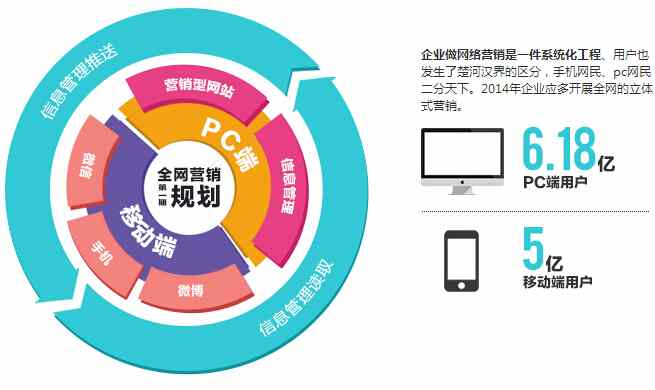 信息管理推送
营销型网站
PC端
信息管理
全网营销
第一期
规划
微信
移动端
手机
微博
信息管理读取
企业做网络营销是一件系统化工程、用户也
发生了楚河汉界的区分，手机网民、pc网民
二分天下。2014年企业应多开展全网的立体
式营销。
6.18亿
PC端用户
5亿
移动端用户